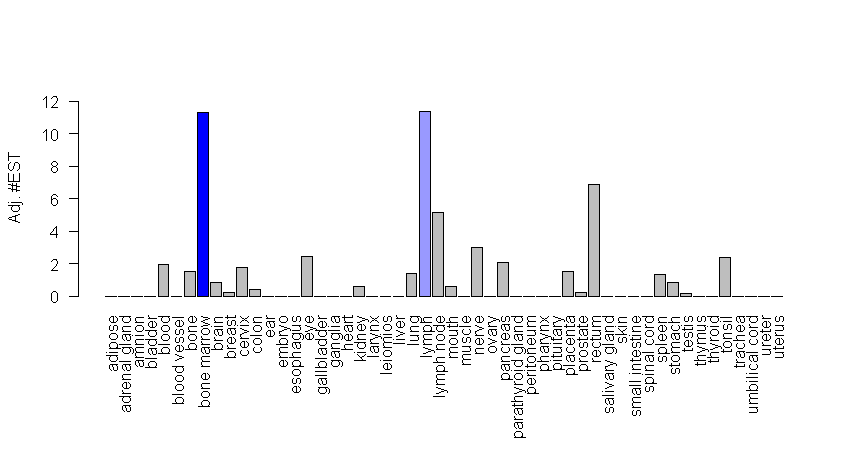 Adj. #EST
12
10
8
6
4
2
0
adipose
adrenal gland
amnion
bladder
blood
blood vessel
bone
bone marrow
brain
breast
cervix
colon
ear
embryo
esophagus
eye
gallbladder
ganglia
heart
kidney
larynx
leiomios
liver
lung
lymph
lymph node
mouth
muscle
nerve
ovary
pancreas
parathyroid gland
peritoneum
pharynx
pituitary
placenta
prostate
rectum
salivary gland
skin
small intestine
spinal cord
spleen
stomach
testis
thymus
thyroid
tonsil
trachea
umbilical cord
ureter
uterus